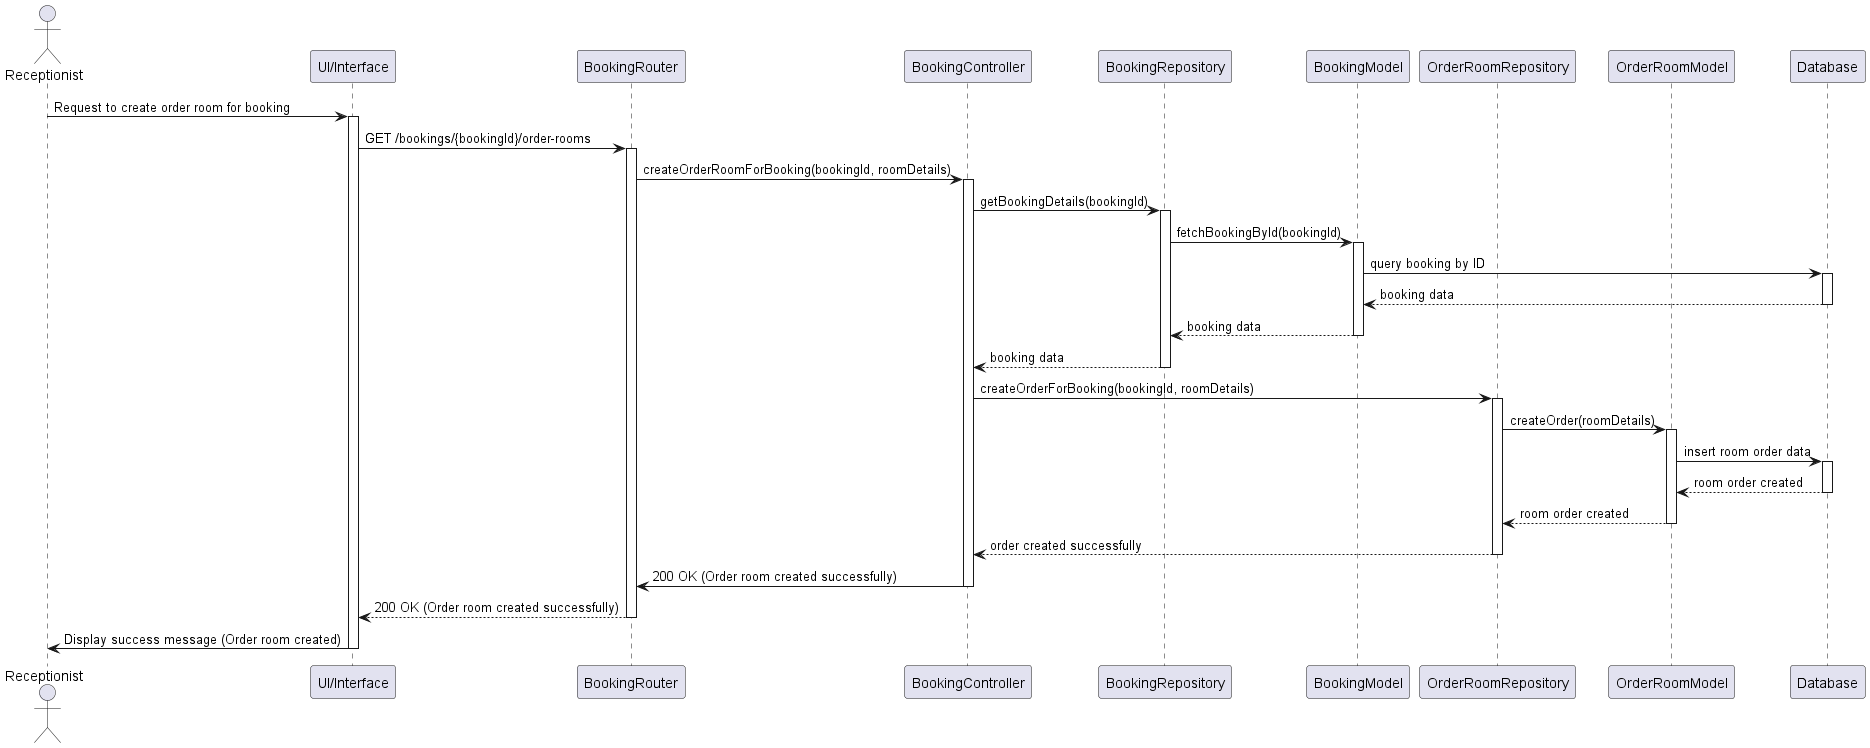 Receptionist
UI/Interface
BookingRouter
BookingController
BookingRepository
BookingModel
OrderRoomRepository
OrderRoomModel
Database
Request to create order room for booking
GET /bookings/{bookingId}/order-rooms
createOrderRoomForBooking(bookingId, roomDetails)
getBookingDetails(bookingId)
fetchBookingById(bookingId)
query booking by ID
booking data
booking data
booking data
createOrderForBooking(bookingId, roomDetails)
createOrder(roomDetails)
insert room order data
room order created
room order created
order created successfully
200 OK (Order room created successfully)
200 OK (Order room created successfully)
Display success message (Order room created)
Receptionist
UI/Interface
BookingRouter
BookingController
BookingRepository
BookingModel
OrderRoomRepository
OrderRoomModel
Database